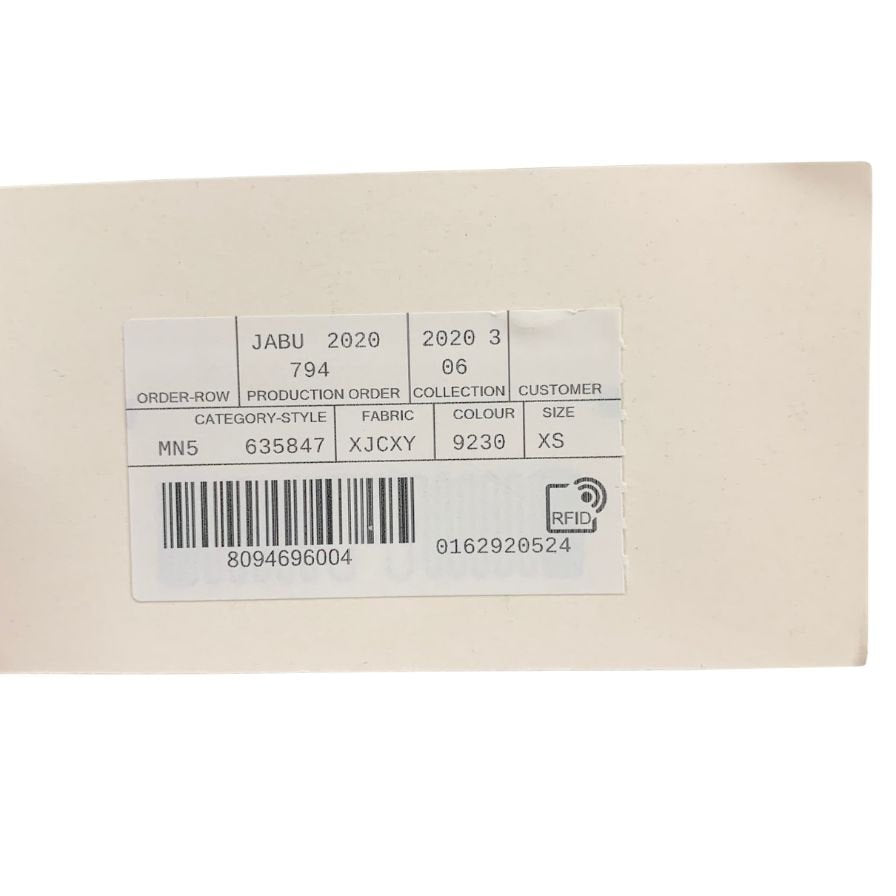 JABU 2020 2020 3
794 06
ORDER-ROW PRODUCTION ORDER COLLECTION CUSTOMER
CATEGORY-STYLE FABRIC COLOUR SIZE
MN5 635847 XJCXY 9230 XS
RFID
8094696004 0162920524